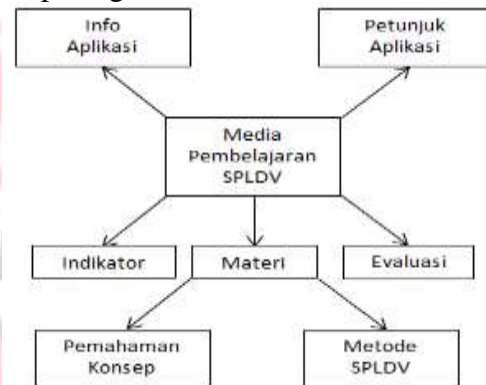 Info
Aplikasi
Petunjuk
Aplikasi
Media
Pembelajaran
SPLDV
Indikator
Materi
Evaluasi
Pemahaman
Konsep
Metode
SPLDV